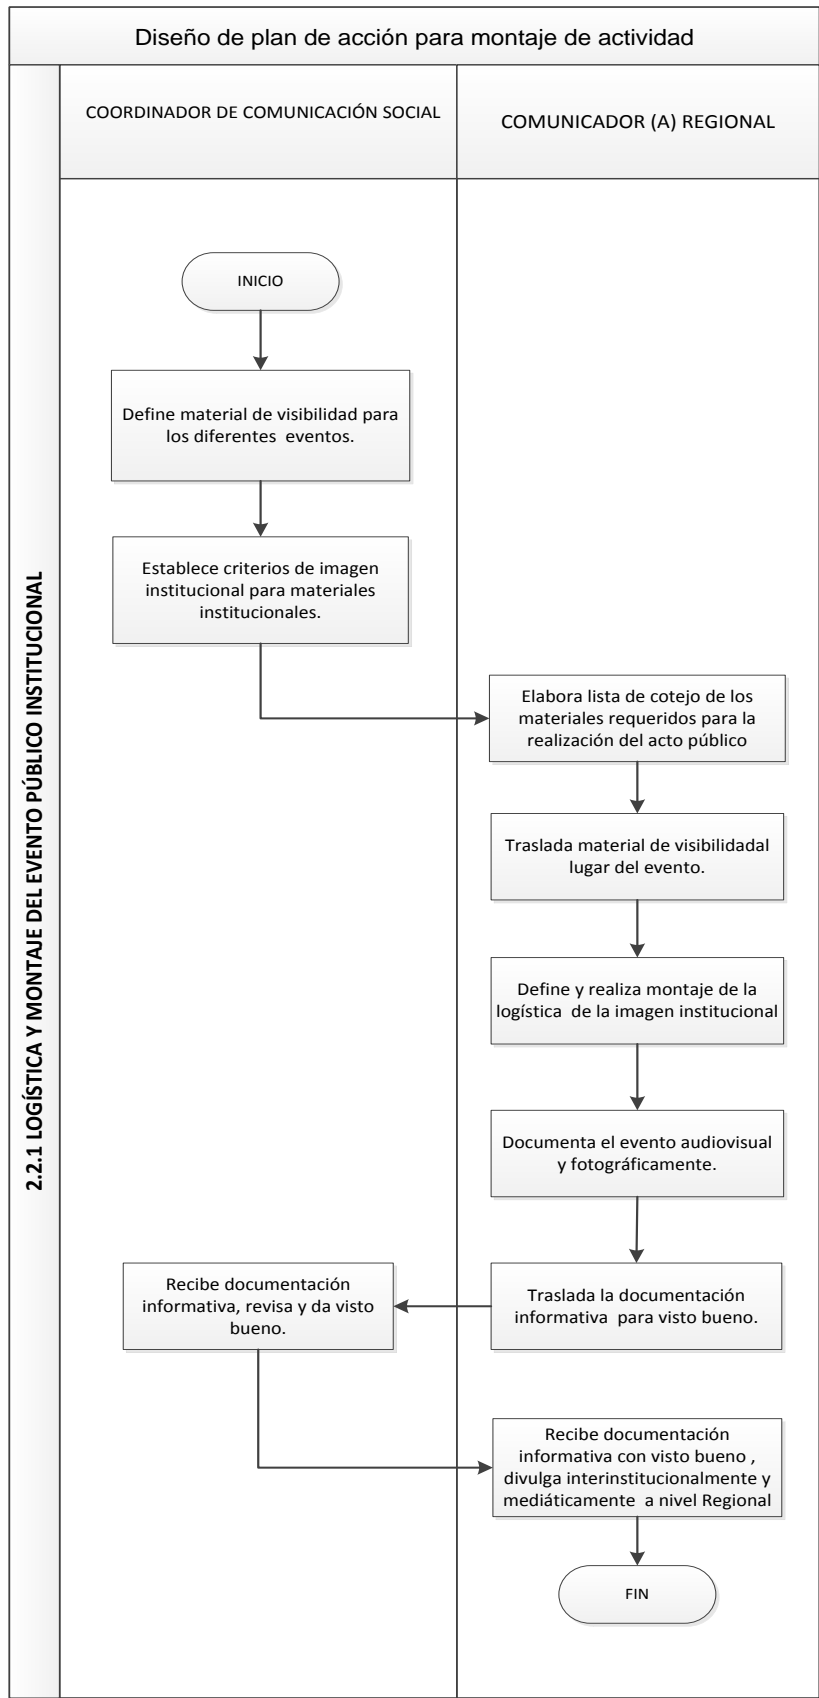 Diseño de plan de acción para montaje de actividad
COORDINADOR DE COMUNICACIÓN SOCIAL
COMUNICADOR (A) REGIONAL
2.2.1 LOGÍSTICA Y MONTAJE DEL EVENTO PÚBLICO INSTITUCIONAL
INICIO
Define material de visibilidad para
los diferentes eventos.
Establece criterios de imagen
institucional para materiales
institucionales.
Elabora lista de cotejo de los
materiales requeridos para la
realización del acto público
Traslada material de visibilidadal
lugar del evento.
Define y realiza montaje de la
logística de la imagen institucional
Documenta el evento audiovisual
y fotográficamente.
Traslada la documentación
informativa para visto bueno.
Recibe documentación
informativa, revisa y da visto
bueno.
Recibe documentación
informativa con visto bueno ,
divulga interinstitucionalmente y
mediáticamente a nivel Regional
FIN